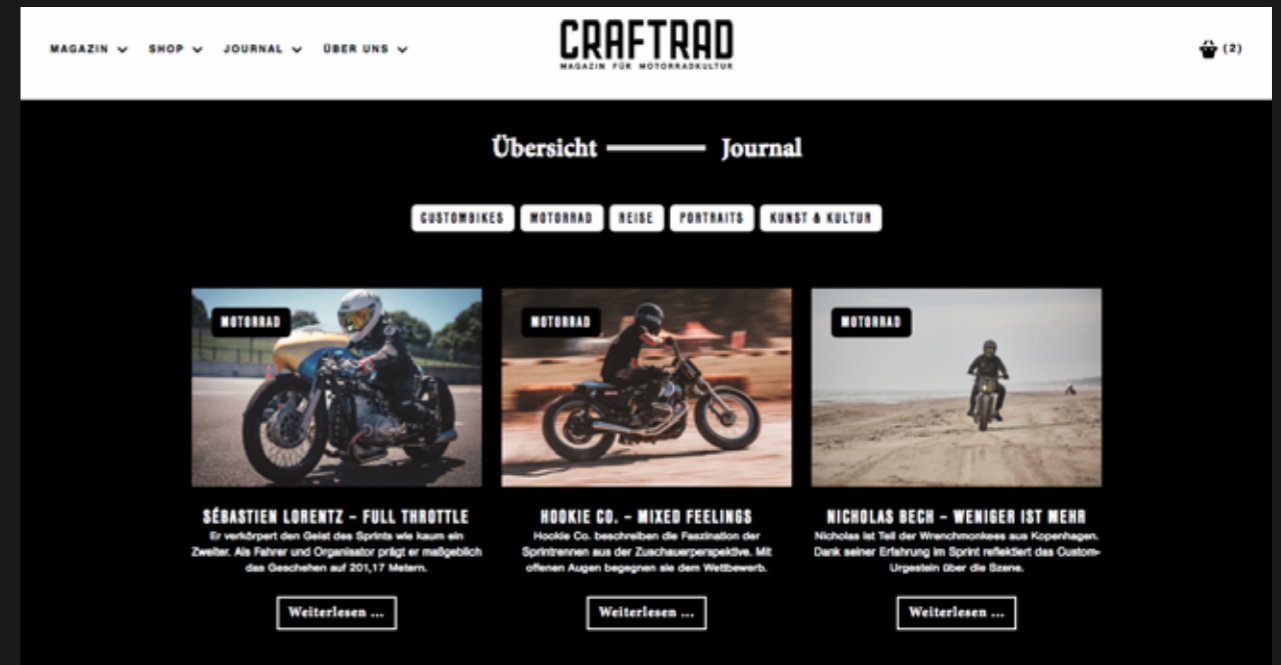 MAGAZIN SHOP JOURNAL ÜBER UNS
CRAFTRAD
MAGAZIN FÜR MOTORRADKULTUR
(2)
Übersicht Journal
CUSTOMBIKES MOTORRAD REISE PORTRAITS KUNST & KULTUR
MOTORRAD
MOTORRAD
MOTORRAD
SÉBASTIEN LORENTZ – FULL THROTTLE
Er verkörpert den Geist des Sprints wie kaum ein
Zweiter. Als Fahrer und Organisator prägt er maßgeblich
das Geschehen auf 201,17 Metern.
Weiterlesen ...
HOOKIE CO. – MIXED FEELINGS
Hookie Co. beschreiben die Faszination der
Sprintrennen aus der Zuschauerperspektive. Mit
offenen Augen begegnen sie dem Wettbewerb.
Weiterlesen ...
NICHOLAS BECH – WENIGER IST MEHR
Nicholas ist Teil der Wrenchmonkees aus Kopenhagen.
Dank seiner Erfahrung im Sprint reflektiert das Custom-
Urgestein über die Szene.
Weiterlesen ...